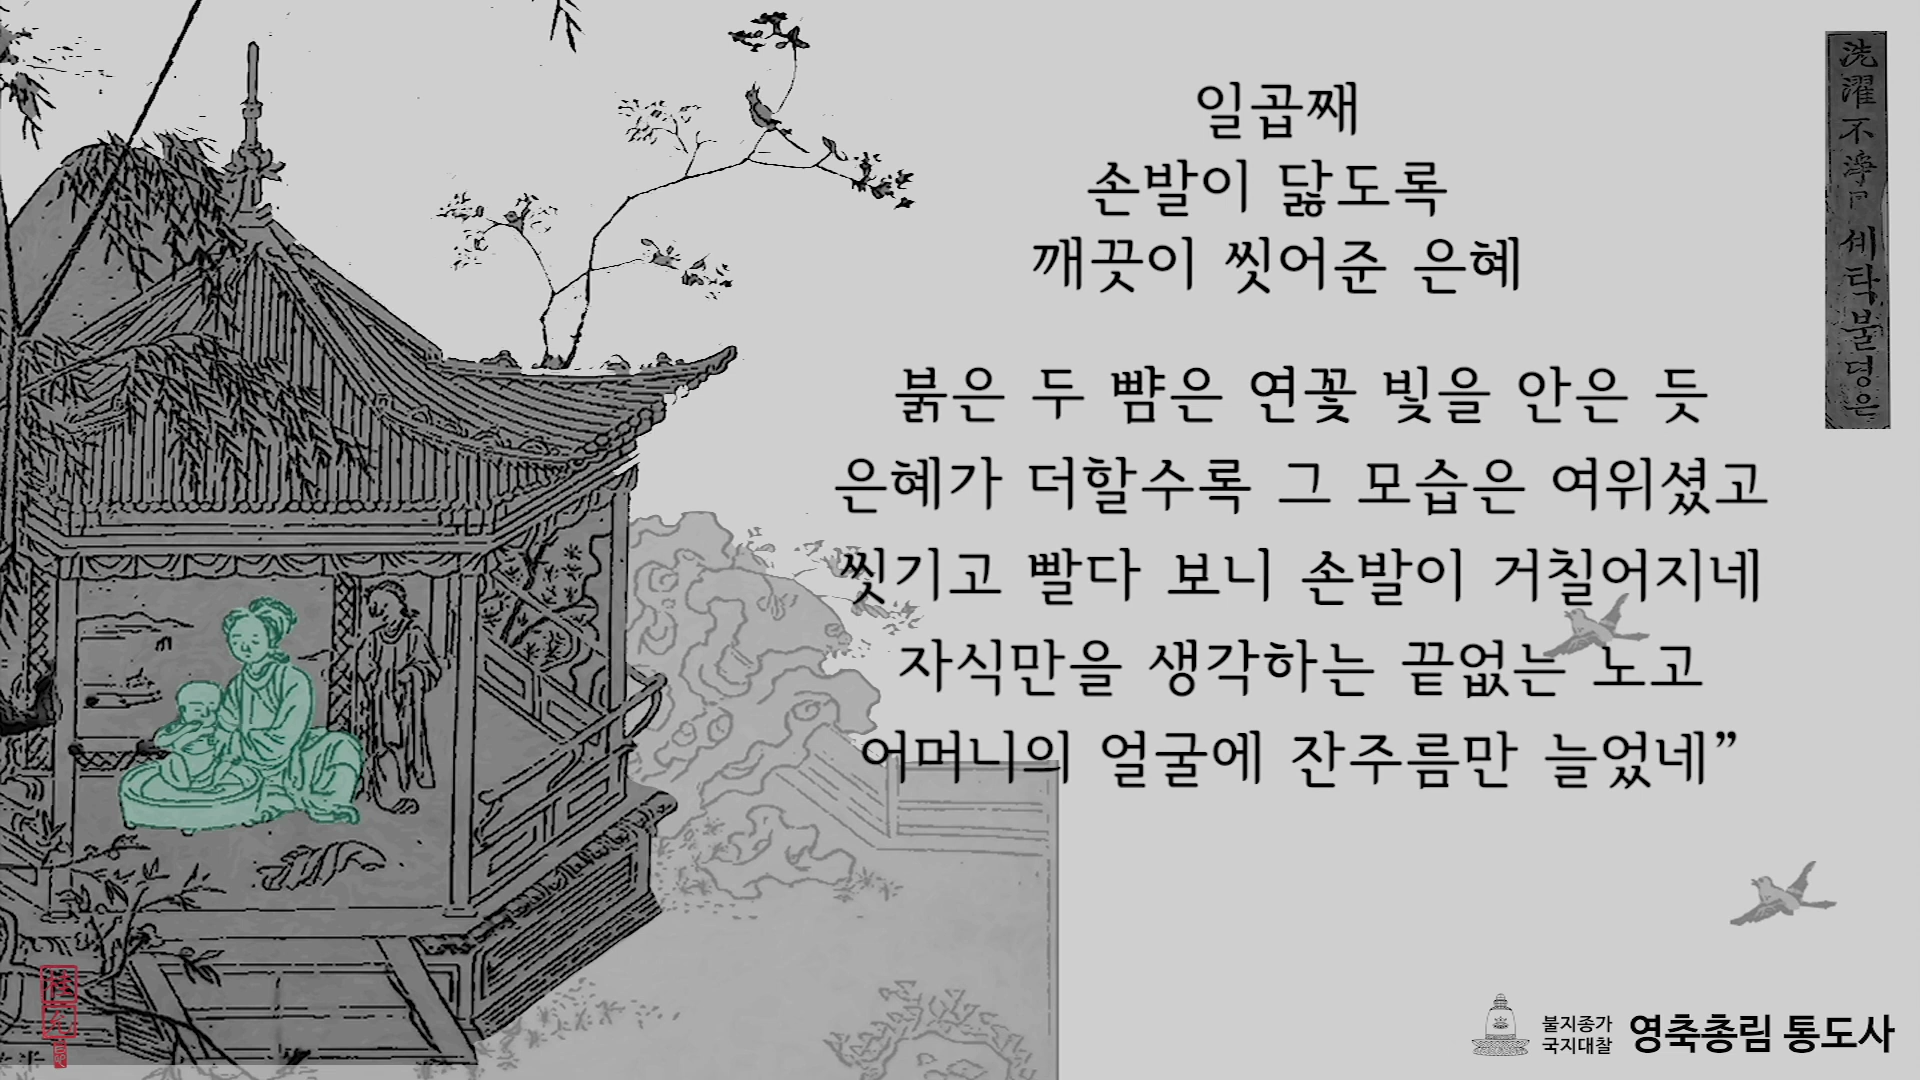 일곱째
손발이 닳도록
깨끗이 씻어준 은혜
붉은 두 뺨은 연꽃 빛을 안은 듯
은혜가 더할수록 그 모습은 여위셨고
씻기고 빨다 보니 손발이 거칠어지네
자식만을 생각하는 끝없는 노고
어머니의 얼굴에 잔주름만 늘었네”
洗濯不淨 셰탁불졍은
불지종가
국지대찰
영축총림 통도사